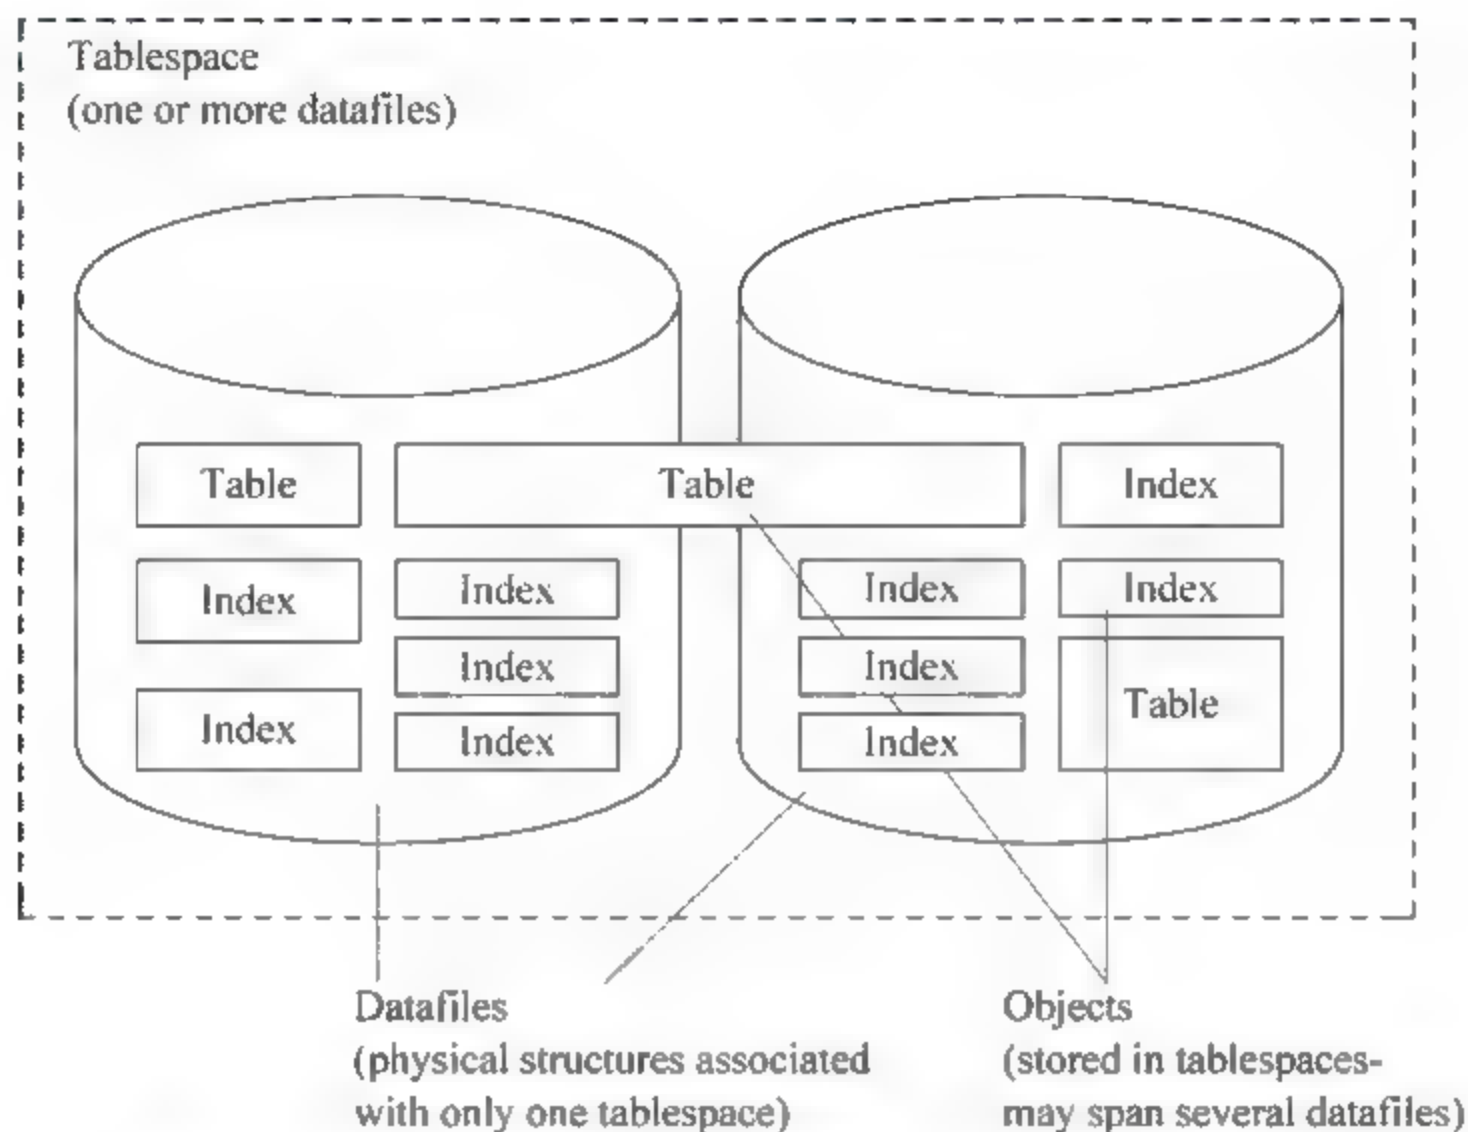 Tablespace
(one or more datafiles)
Table
Table
Index
Index
Index
Index
Index
Index
Index
Index
Index
Index
Index
Table
Datafiles
(physical structures associated
with only one tablespace)
Objects
(stored in tablespaces-
may span several datafiles)